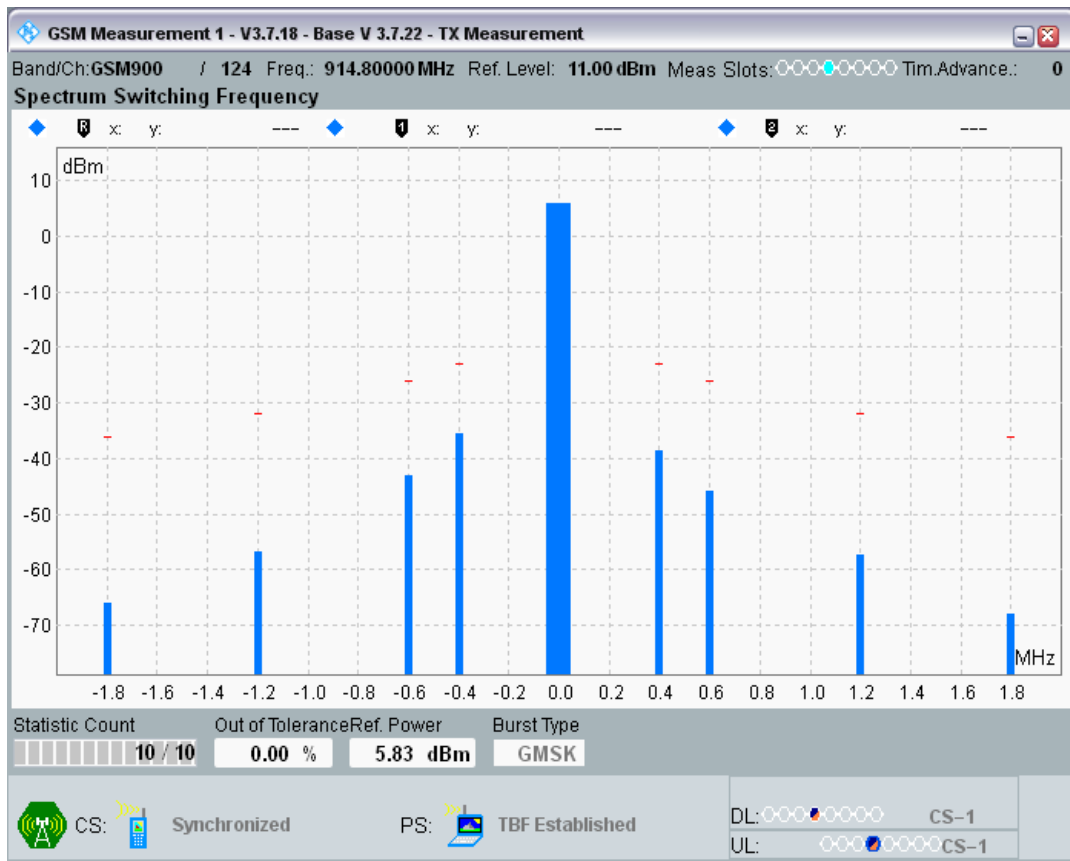 GSM Measurement 1 - V3.7.18 - Base V 3.7.22 - TX Measurement
Band/Ch:GSM900 / 124 Freq.: 914.80000 MHz Ref. Level: 11.00 dBm Meas Slots: Tim.Advance.: 0
Spectrum Switching Frequency
R x: y: --- 1 x: y: --- 2 x: y: ---
dBm
10
0
-10
-20
-30
-40
-50
-60
-70
MHz
-1.8 -1.6 -1.4 -1.2 -1.0 -0.8 -0.6 -0.4 -0.2 0.0 0.2 0.4 0.6 0.8 1.0 1.2 1.4 1.6 1.8
Statistic Count Out of Tolerance Ref. Power Burst Type
10 / 10 0.00 % 5.83 dBm GMSK
CS: Synchronized PS: TBF Established
DL: CS-1
UL: CS-1